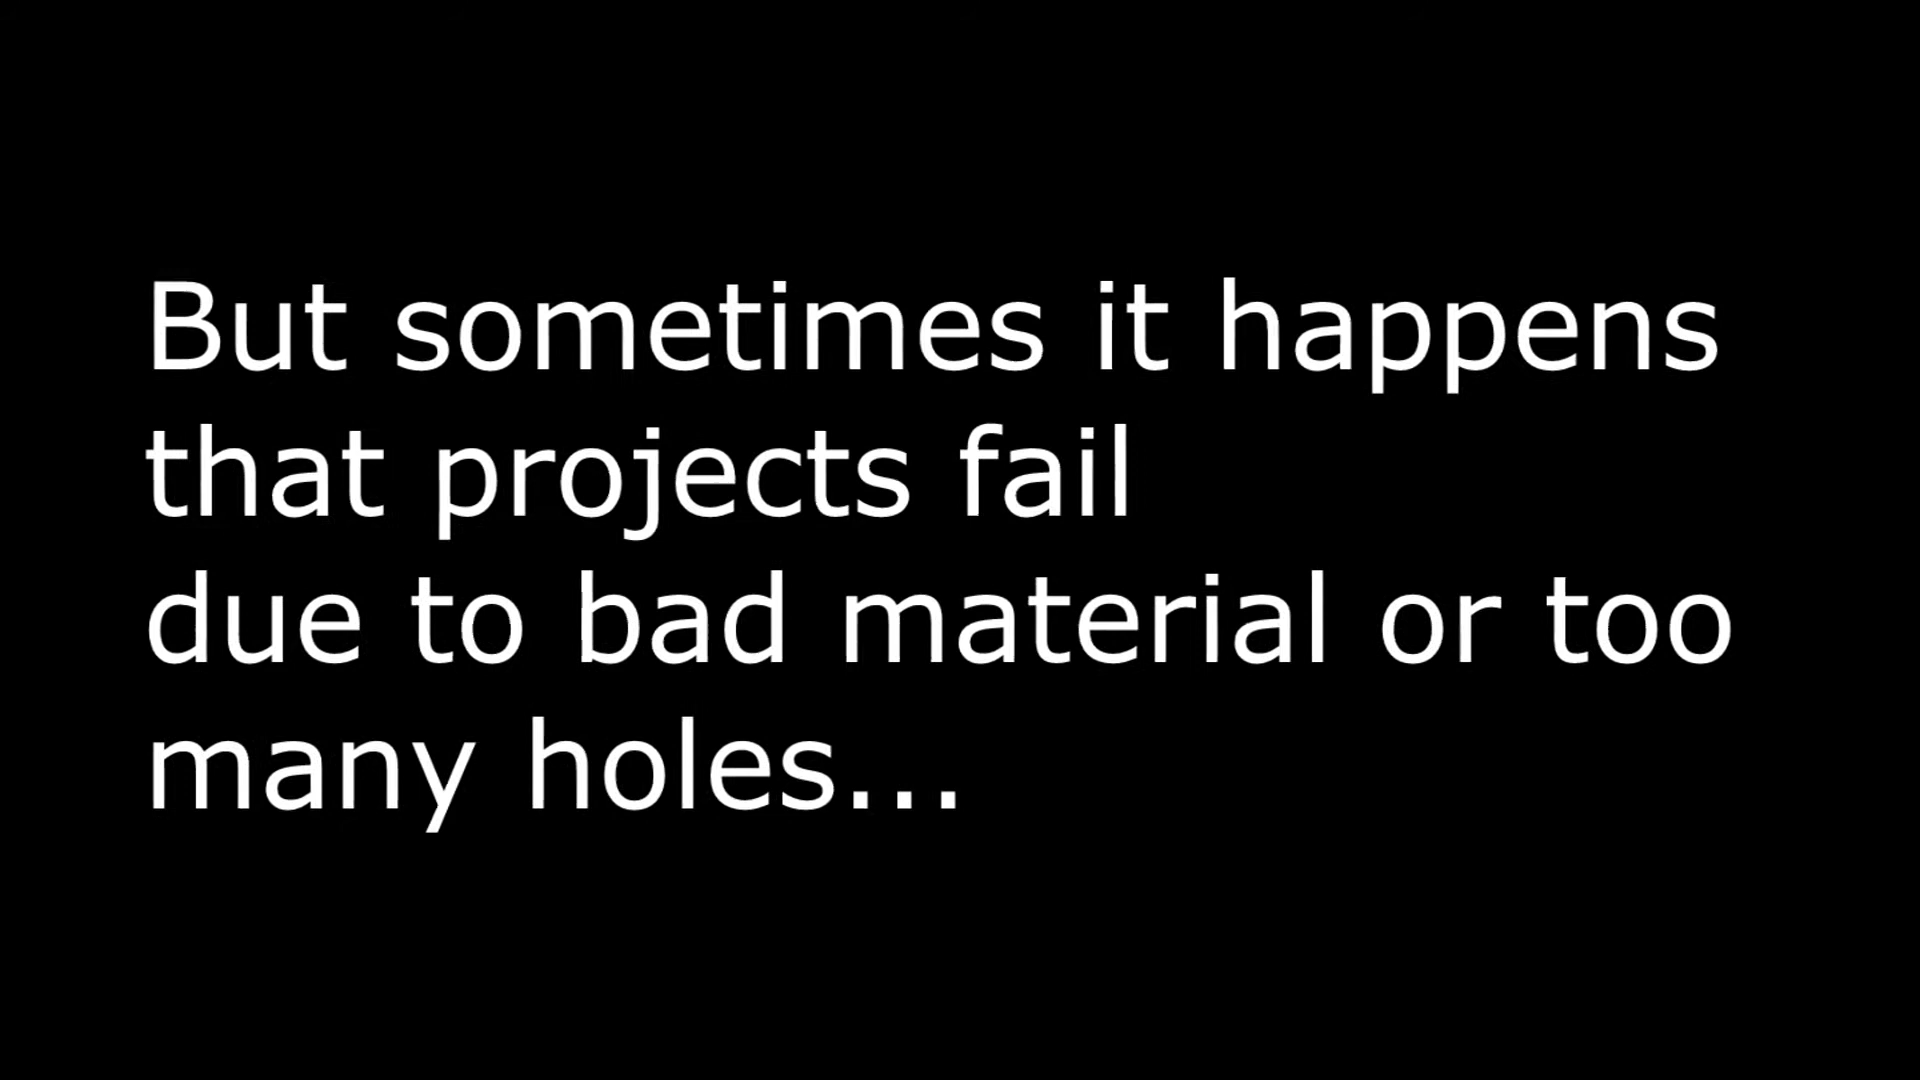 But sometimes it happens
that projects fail
due to bad material or too
many holes...